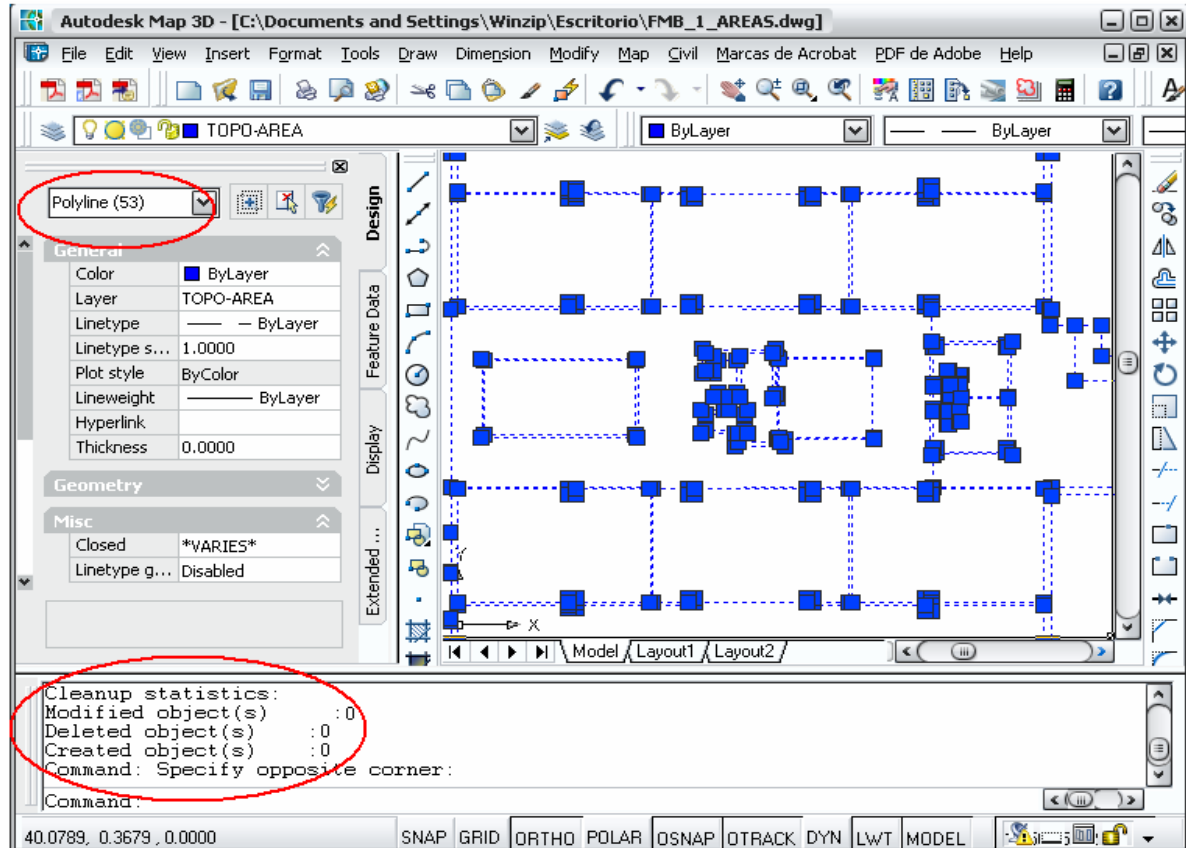 Autodesk Map 3D - [C:\Documents and Settings\Winzip\Escritorio\FMB_1_AREAS.dwg]
File Edit View Insert Format Tools Draw Dimension Modify Map Civil Marcas de Acrobat PDF de Adobe Help
TOPO-AREA
ByLayer
ByLayer
Polyline (53)
General
Color ByLayer
Layer TOPO-AREA
Linetype ByLayer
Linetype s... 1.0000
Plot style ByColor
Lineweight ByLayer
Hyperlink
Thickness 0.0000
Geometry
Misc
Closed *VARIES*
Linetype g... Disabled
Design
Feature Data
Display
Extended ...
Y
X
Model Layout1 Layout2
Cleanup statistics:
Modified object(s) :0
Deleted object(s) :0
Created object(s) :0
Command: Specify opposite corner:
Command:
40.0789, 0.3679 , 0.0000
SNAP GRID ORTHO POLAR OSNAP OTRACK DYN LWT MODEL